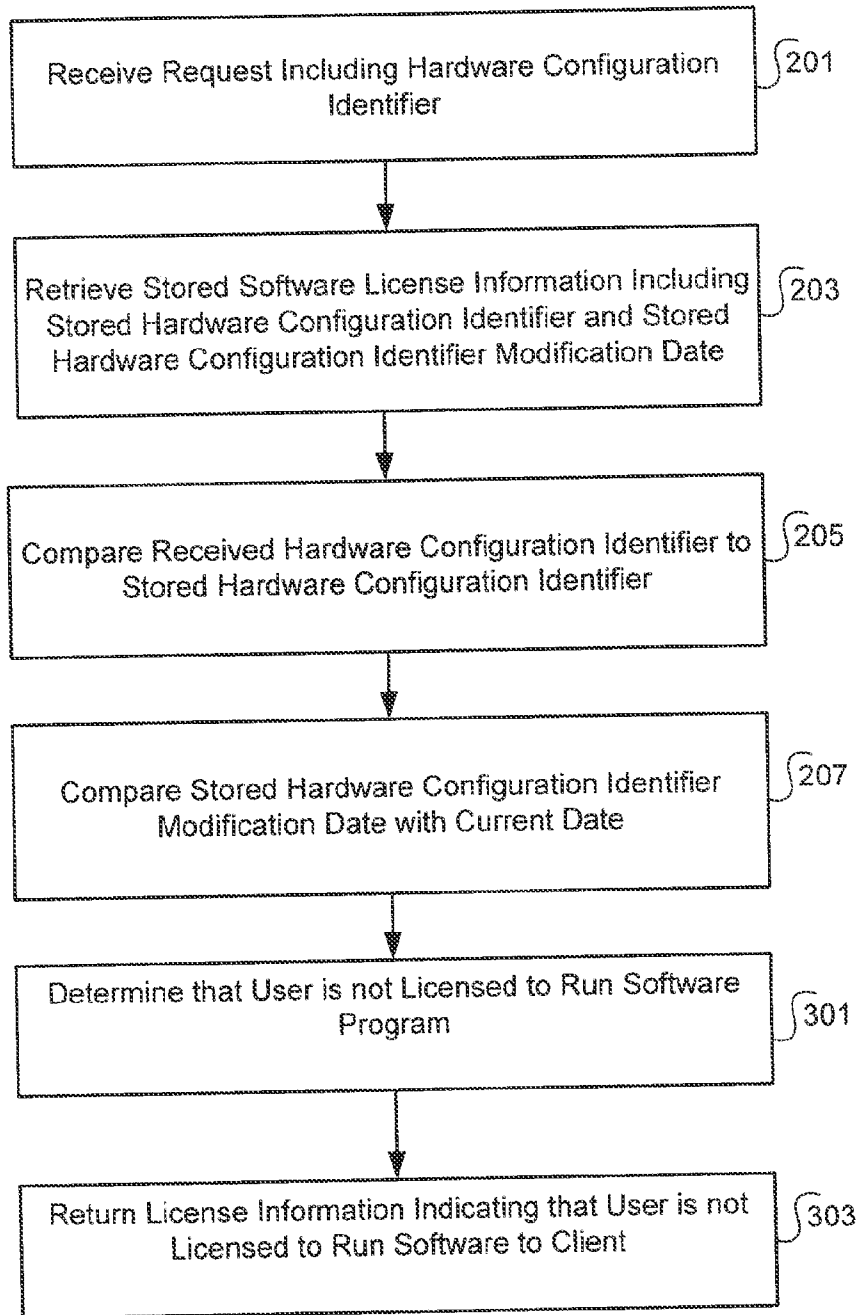 Receive Request Including Hardware Configuration
Identifier
201
Retrieve Stored Software License Information Including
Stored Hardware Configuration Identifier and Stored
Hardware Configuration Identifier Modification Date
203
Compare Received Hardware Configuration Identifier to
Stored Hardware Configuration Identifier
205
Compare Stored Hardware Configuration Identifier
Modification Date with Current Date
207
Determine that User is not Licensed to Run Software
Program
301
Return License Information Indicating that User is not
Licensed to Run Software to Client
303